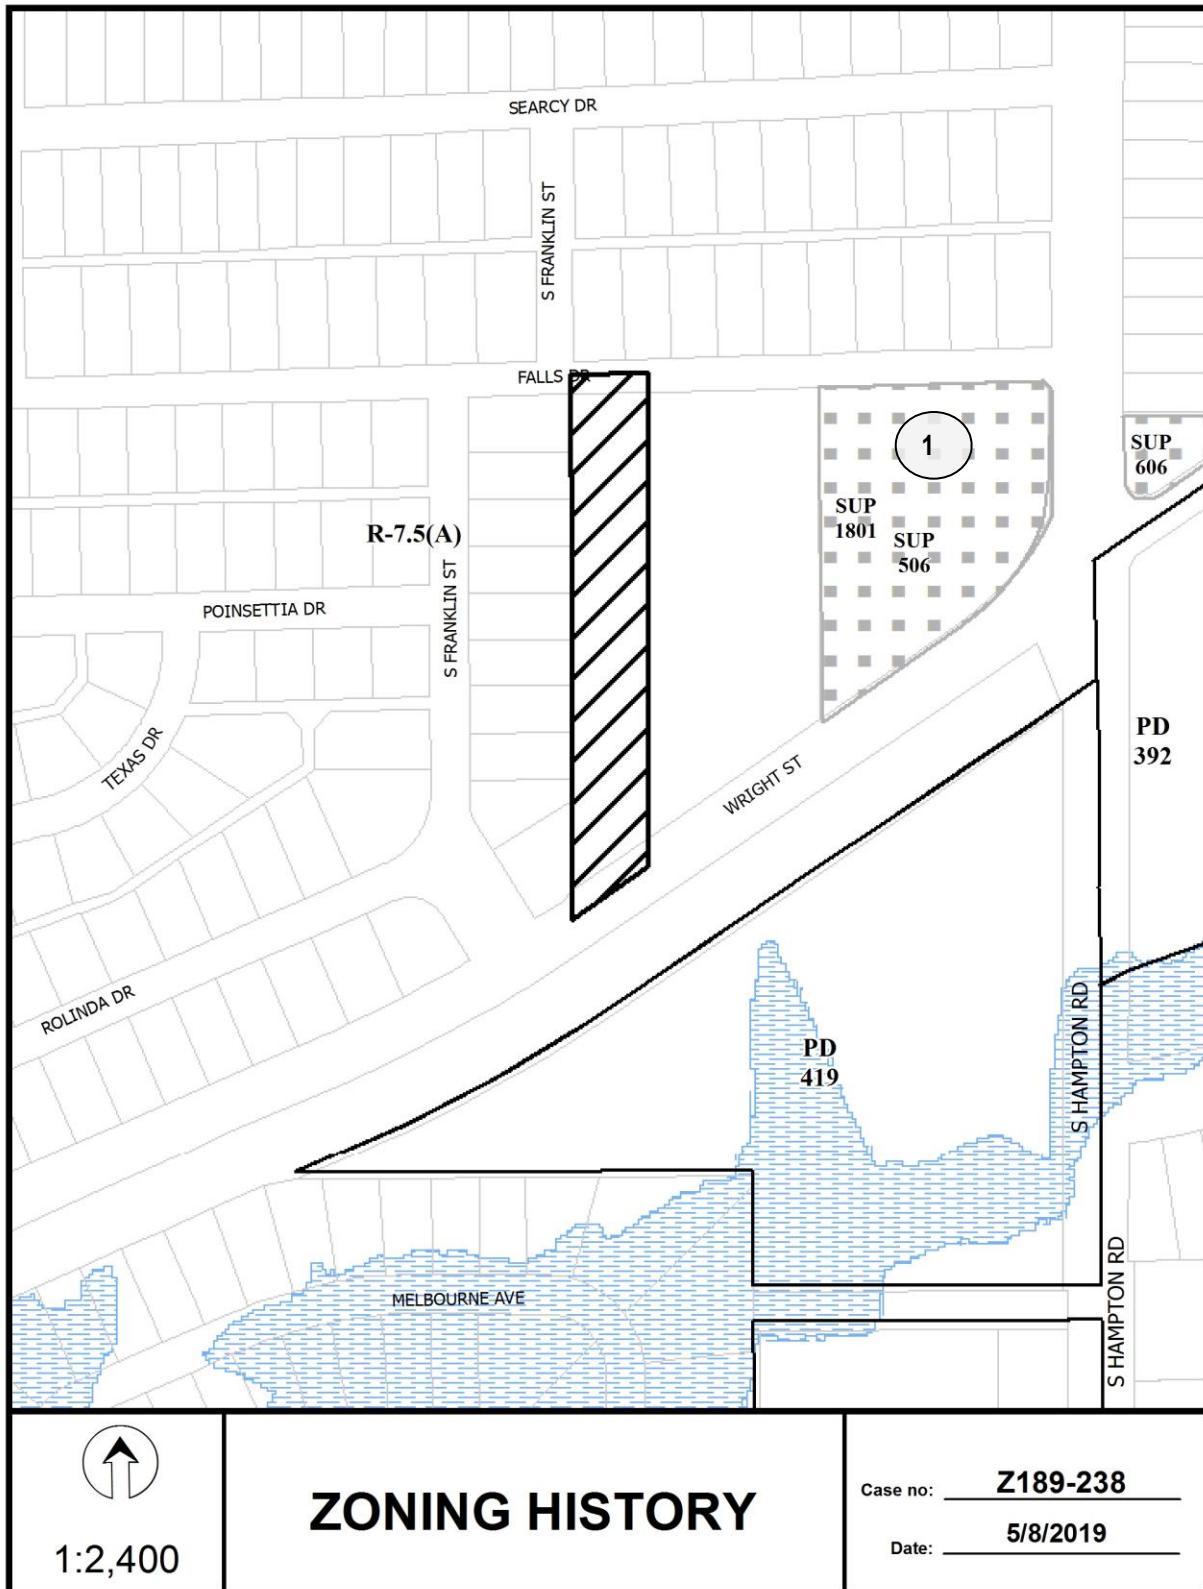 SEARCY DR
S FRANKLIN ST
FALLS DR
1
SUP
606
SUP
1801
SUP
506
R-7.5(A)
POINSETTIA DR
S FRANKLIN ST
TEXAS DR
WRIGHT ST
PD
392
ROLINDA DR
PD
419
S HAMPTON RD
MELBOURNE AVE
S HAMPTON RD
1:2,400
ZONING HISTORY
Case no: Z189-238
Date: 5/8/2019